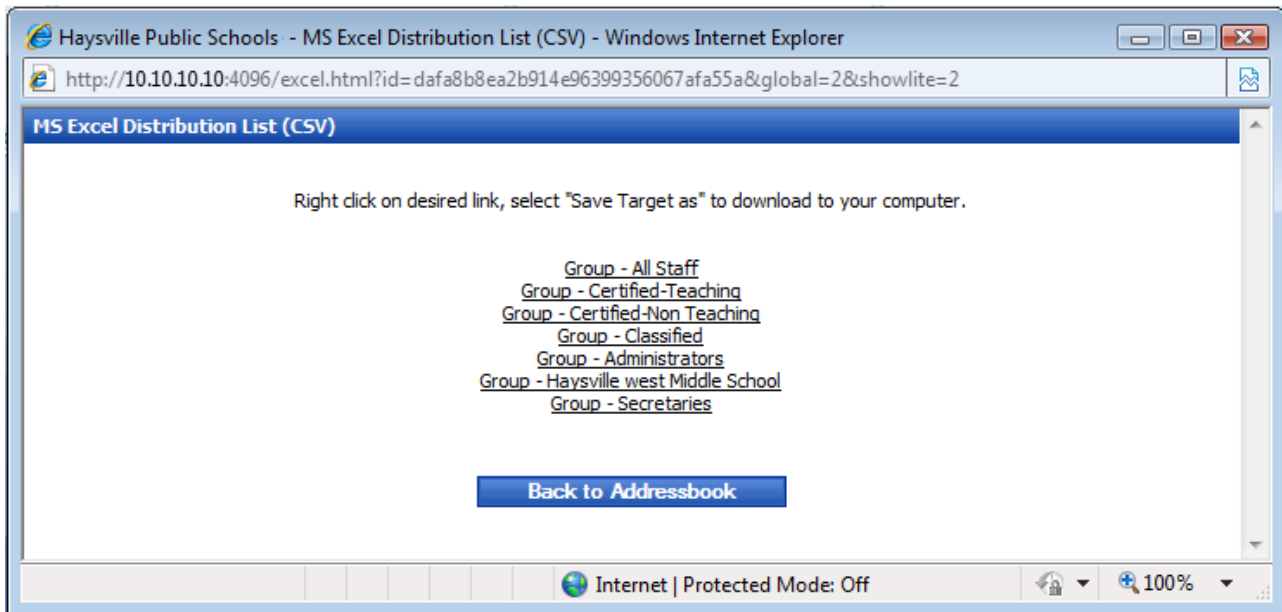 Haysville Public Schools - MS Excel Distribution List (CSV) - Windows Internet Explorer
http://10.10.10.10:4096/excel.html?id=dafa8b8ea2b914e96399356067afa55a&global=2&showlite=2
MS Excel Distribution List (CSV)
Right click on desired link, select "Save Target as" to download to your computer.
Group - All Staff
Group - Certified-Teaching
Group - Certified-Non Teaching
Group - Classified
Group - Administrators
Group - Haysville west Middle School
Group - Secretaries
Back to Addressbook
Internet | Protected Mode: Off
100%